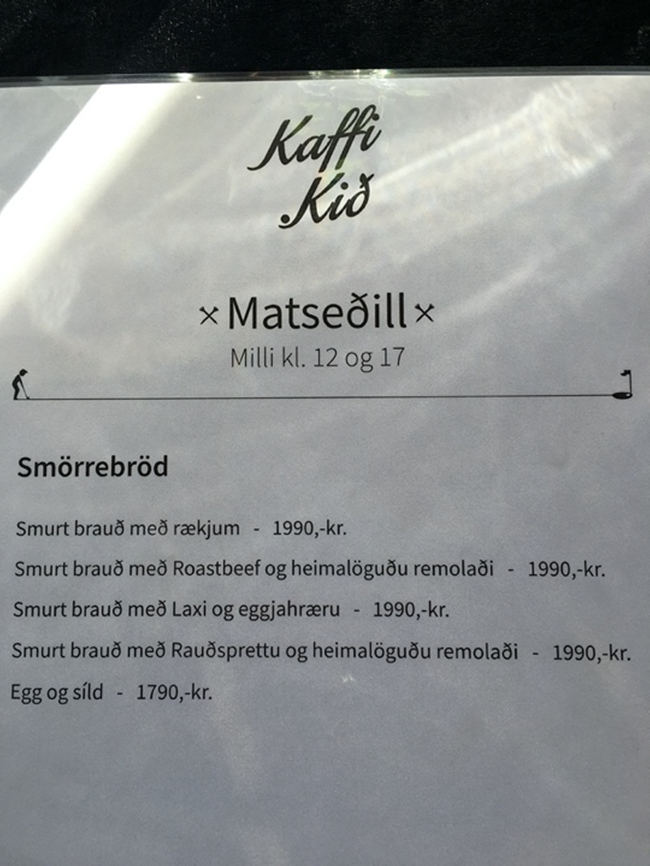 Kaffi
Kið
Matseðill
Milli kl. 12 og 17
Smörrebröd
Smurt brauð með rækjum - 1990,-kr.
Smurt brauð með Roastbeef og heimalöguðu remolaði - 1990,-kr.
Smurt brauð með Laxi og eggjahræru - 1990,-kr.
Smurt brauð með Rauðsprettu og heimalöguðu remolaði - 1990,-kr.
Egg og síld - 1790,-kr.